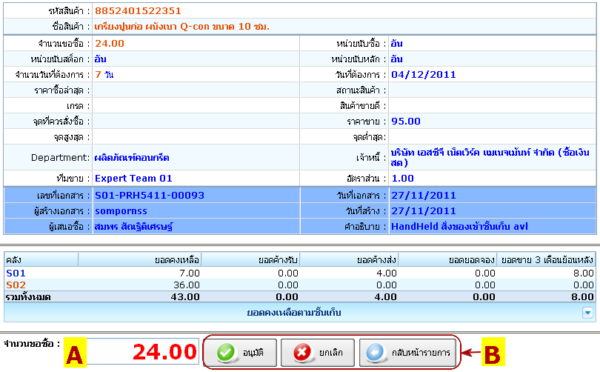 รหัสสินค้า : 8852401522351
ชื่อสินค้า : เกรียงปูนก่อ ผนังเบา Q-con ขนาด 10 ซม.
จำนวนขอซื้อ : 24.00 หน่วยนับซื้อ : อัน
หน่วยนับสต็อก : อัน หน่วยนับหลัก : อัน
จำนวนวันที่ต้องการ : 7 วัน วันที่ต้องการ : 04/12/2011
ราคาซื้อล่าสุด : สถานะสินค้า :
เกรด : สินค้าขายดี :
จุดที่ควรสั่งซื้อ : ราคาขาย : 95.00
จุดสูงสุด : จุดต่ำสุด:
Department: ผลิตภัณฑ์คอนกรีต เจ้าหนี้ : บริษัท เอสซีจี เน็ตเวิร์ค แมเนจเม้นท์ จำกัด (ซื้อเงินสด)
ทีมขาย : Expert Team 01 อัตราส่วน : 1.00
เลขที่เอกสาร : S01-PRH5411-00093 วันที่เอกสาร : 27/11/2011
ผู้สร้างเอกสาร : sompornss วันที่สร้าง : 27/11/2011
ผู้เสนอซื้อ : สมพร คำอธิบาย : HandHeld สั่งของเข้าชั้นเก็บ avl
คลัง ยอดคงเหลือ ยอดค้างรับ ยอดค้างส่ง ยอดยอดจอง ยอดขาย 3 เดือนย้อนหลัง
S01 7.00 0.00 4.00 0.00 8.00
S02 36.00 0.00 0.00 0.00 0.00
รวมทั้งหมด 43.00 0.00 4.00 0.00 8.00
ยอดคงเหลือตามชั้นเก็บ
จำนวนขอซื้อ : A 24.00 อนุมัติ ยกเลิก กลับหน้ารายการ B